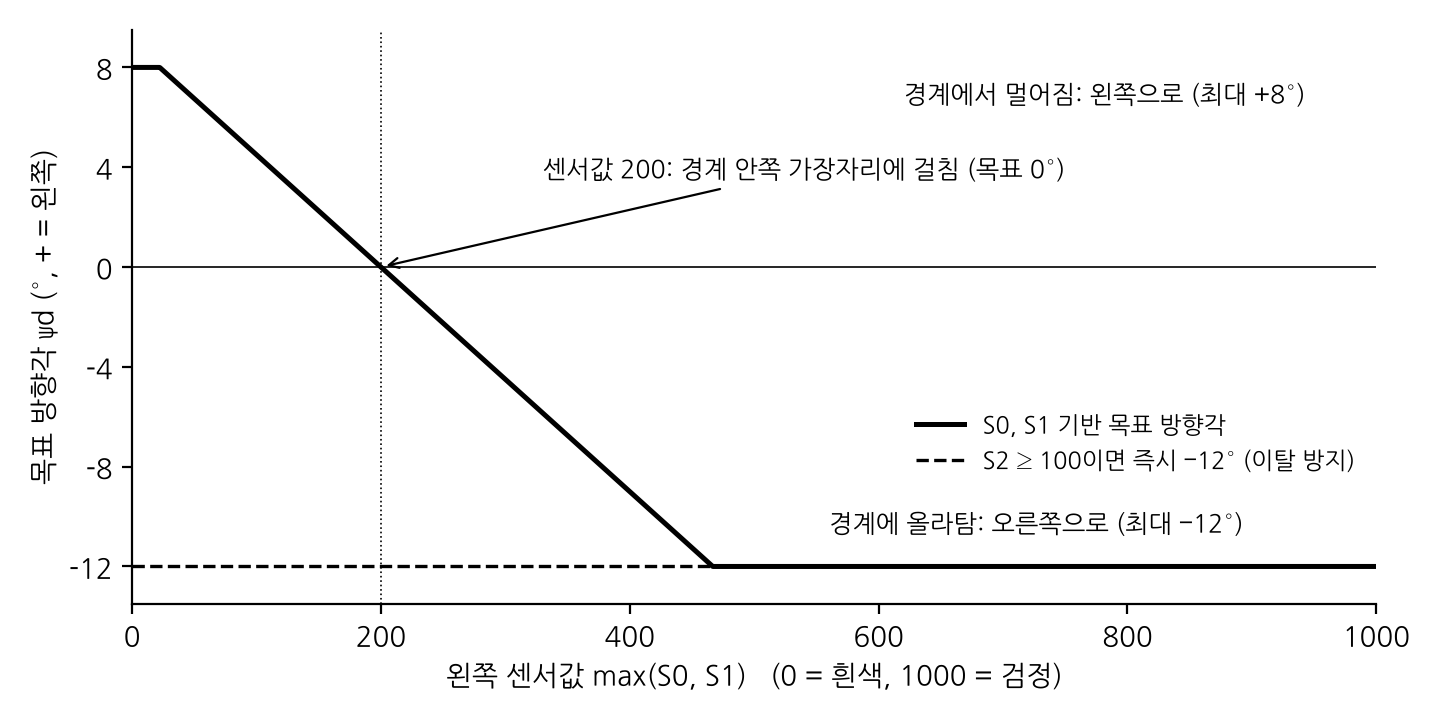 8
경계에서 멀어짐: 왼쪽으로 (최대 +8°)
4
센서값 200: 경계 안쪽 가장자리에 걸침 (목표 0°)
0
-4
S0, S1 기반 목표 방향각
S2 ≥ 100이면 즉시 −12° (이탈 방지)
-8
경계에 올라탐: 오른쪽으로 (최대 −12°)
-12
목표 방향각 ψd (°, + = 왼쪽)
0 200 400 600 800 1000
왼쪽 센서값 max(S0, S1) (0 = 흰색, 1000 = 검정)